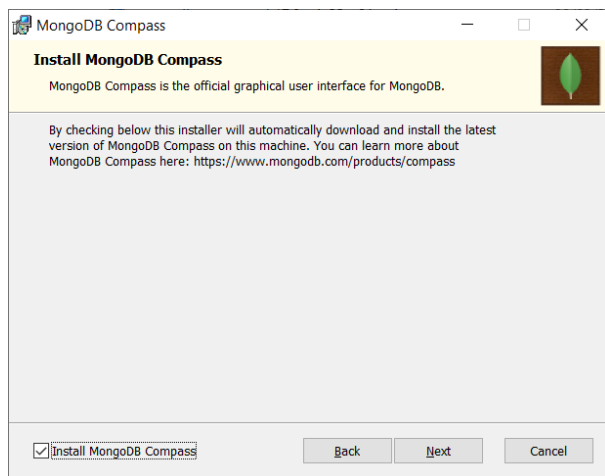 MongoDB Compass
Install MongoDB Compass
MongoDB Compass is the official graphical user interface for MongoDB.
By checking below this installer will automatically download and install the latest
version of MongoDB Compass on this machine. You can learn more about
MongoDB Compass here: https://www.mongodb.com/products/compass
Install MongoDB Compass
Back
Next
Cancel